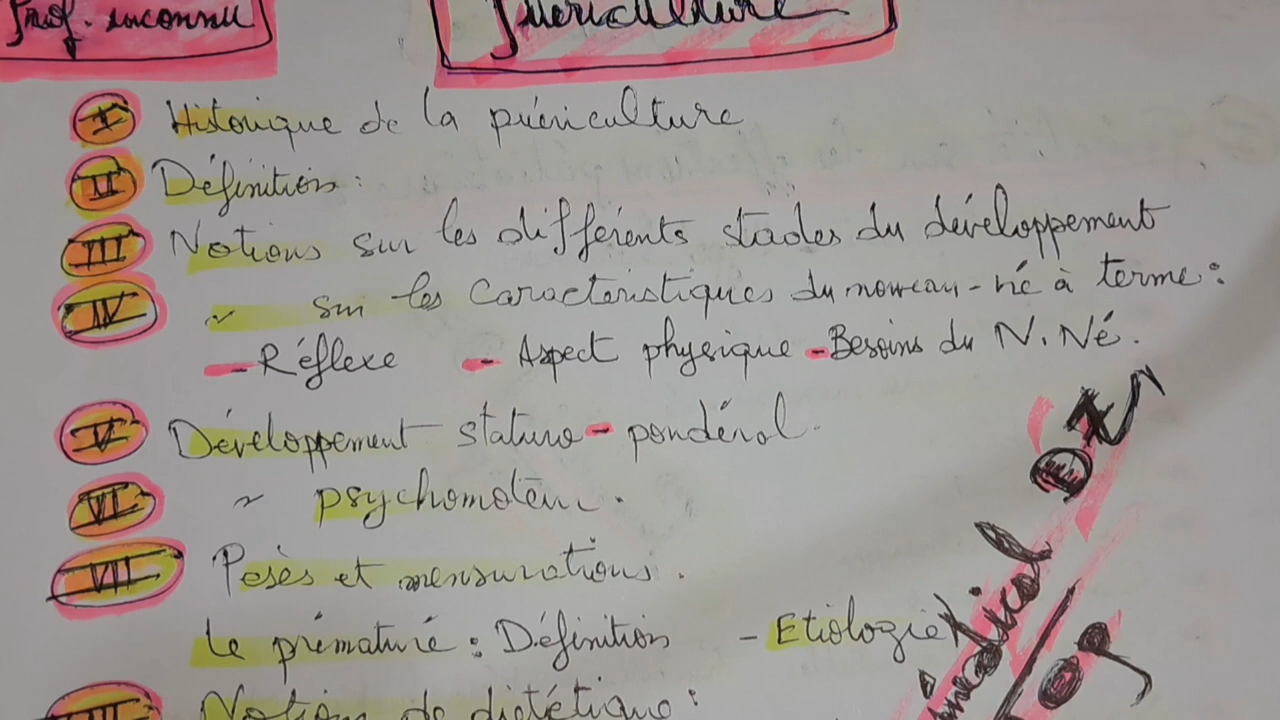 Prof. inconnu
Puériculture
I Historique de la puériculture
II Définition :
III Notions sur les différents stades du développement
IV " sur les caractéristiques du nouveau-né à terme :
- Réflexe - Aspect physique - Besoins du N.Né.
V Développement staturo-pondéral.
VI " psychomoteur.
VII Pesés et mensurations.
Le prématuré : Définition - Etiologie
Notions de diététique :